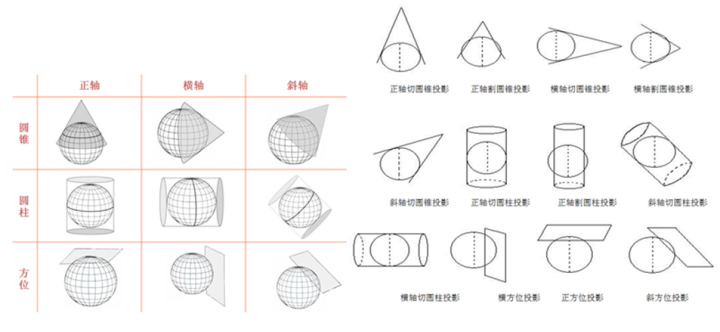 正轴 横轴 斜轴
圆锥
圆柱
方位
正轴切圆锥投影 正轴割圆锥投影 横轴切圆锥投影 横轴割圆锥投影
斜轴切圆锥投影 正轴切圆柱投影 正轴割圆柱投影 斜轴切圆柱投影
横轴切圆柱投影 横方位投影 正方位投影 斜方位投影